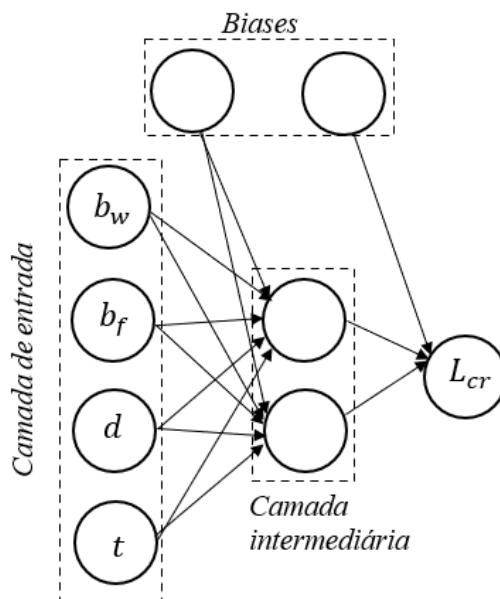 Biases
Camada de entrada
b_w
b_f
d
t
L_cr
Camada
intermediária